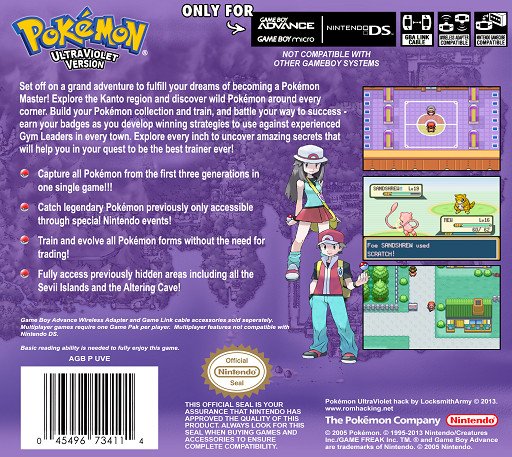 ONLY FOR
GAME BOY
ADVANCE
GAME BOY micro
NINTENDO DS
GBA LINK
CABLE
WIRELESS ADAPTER
COMPATIBLE
NINTENDO GAMECUBE
COMPATIBLE
Pokémon
ULTRAVIOLET
VERSION
NOT COMPATIBLE WITH
OTHER GAMEBOY SYSTEMS
Set off on a grand adventure to fulfill your dreams of becoming a Pokémon
Master! Explore the Kanto region and discover wild Pokémon around every
corner. Build your Pokémon collection and train, and battle your way to success -
earn your badges as you develop winning strategies to use against experienced
Gym Leaders in every town. Explore every inch to uncover amazing secrets that
will help you in your quest to be the best trainer ever!
Capture all Pokémon from the first three generations in
one single game!!!
Catch legendary Pokémon previously only accessible
through special Nintendo events!
Train and evolve all Pokémon forms without the need for
trading!
Fully access previously hidden areas including all the
Sevii Islands and the Altering Cave!
SANDSHREW Lv19
MEW Lv16
Foe SANDSHREW used
SCRATCH!
Game Boy Advance Wireless Adapter and Game Link cable accessories sold seperately.
Multiplayer games require one Game Pak per player. Multiplayer features not compatible with
Nintendo DS.
Basic reading ability is needed to fully enjoy this game.
AGB P UVE
0 45496 73411 4
Official
Nintendo
Seal
THIS OFFICIAL SEAL IS YOUR
ASSURANCE THAT NINTENDO HAS
APPROVED THE QUALITY OF THIS
PRODUCT. ALWAYS LOOK FOR THIS
SEAL WHEN BUYING GAMES AND
ACCESSORIES TO ENSURE
COMPLETE COMPATIBILITY.
Pokémon UltraViolet hack by LocksmithArmy © 2013.
www.romhacking.net
The Pokémon Company Nintendo
© 2005 Pokémon. © 1995-2013 Nintendo/Creatures
Inc./GAME FREAK Inc. TM, ® and Game Boy Advance
are trademarks of Nintendo. © 2005 Nintendo.